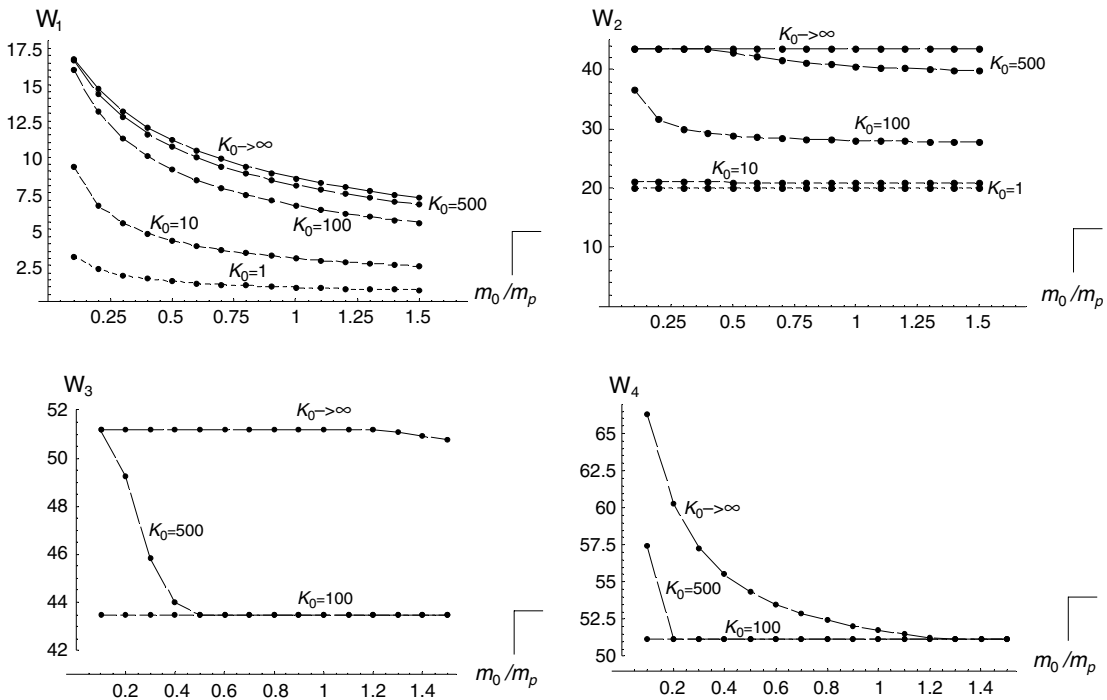 W1
17.5
15
12.5
10
7.5
5
2.5
K0->∞
K0=500
K0=100
K0=10
K0=1
m0/mp
0.25 0.5 0.75 1 1.25 1.5
W2
40
30
20
10
K0->∞
K0=500
K0=100
K0=10
K0=1
m0/mp
0.25 0.5 0.75 1 1.25 1.5
W3
52
50
48
46
44
42
K0->∞
K0=500
K0=100
m0/mp
0.2 0.4 0.6 0.8 1 1.2 1.4
W4
65
62.5
60
57.5
55
52.5
50
K0->∞
K0=500
K0=100
m0/mp
0.2 0.4 0.6 0.8 1 1.2 1.4